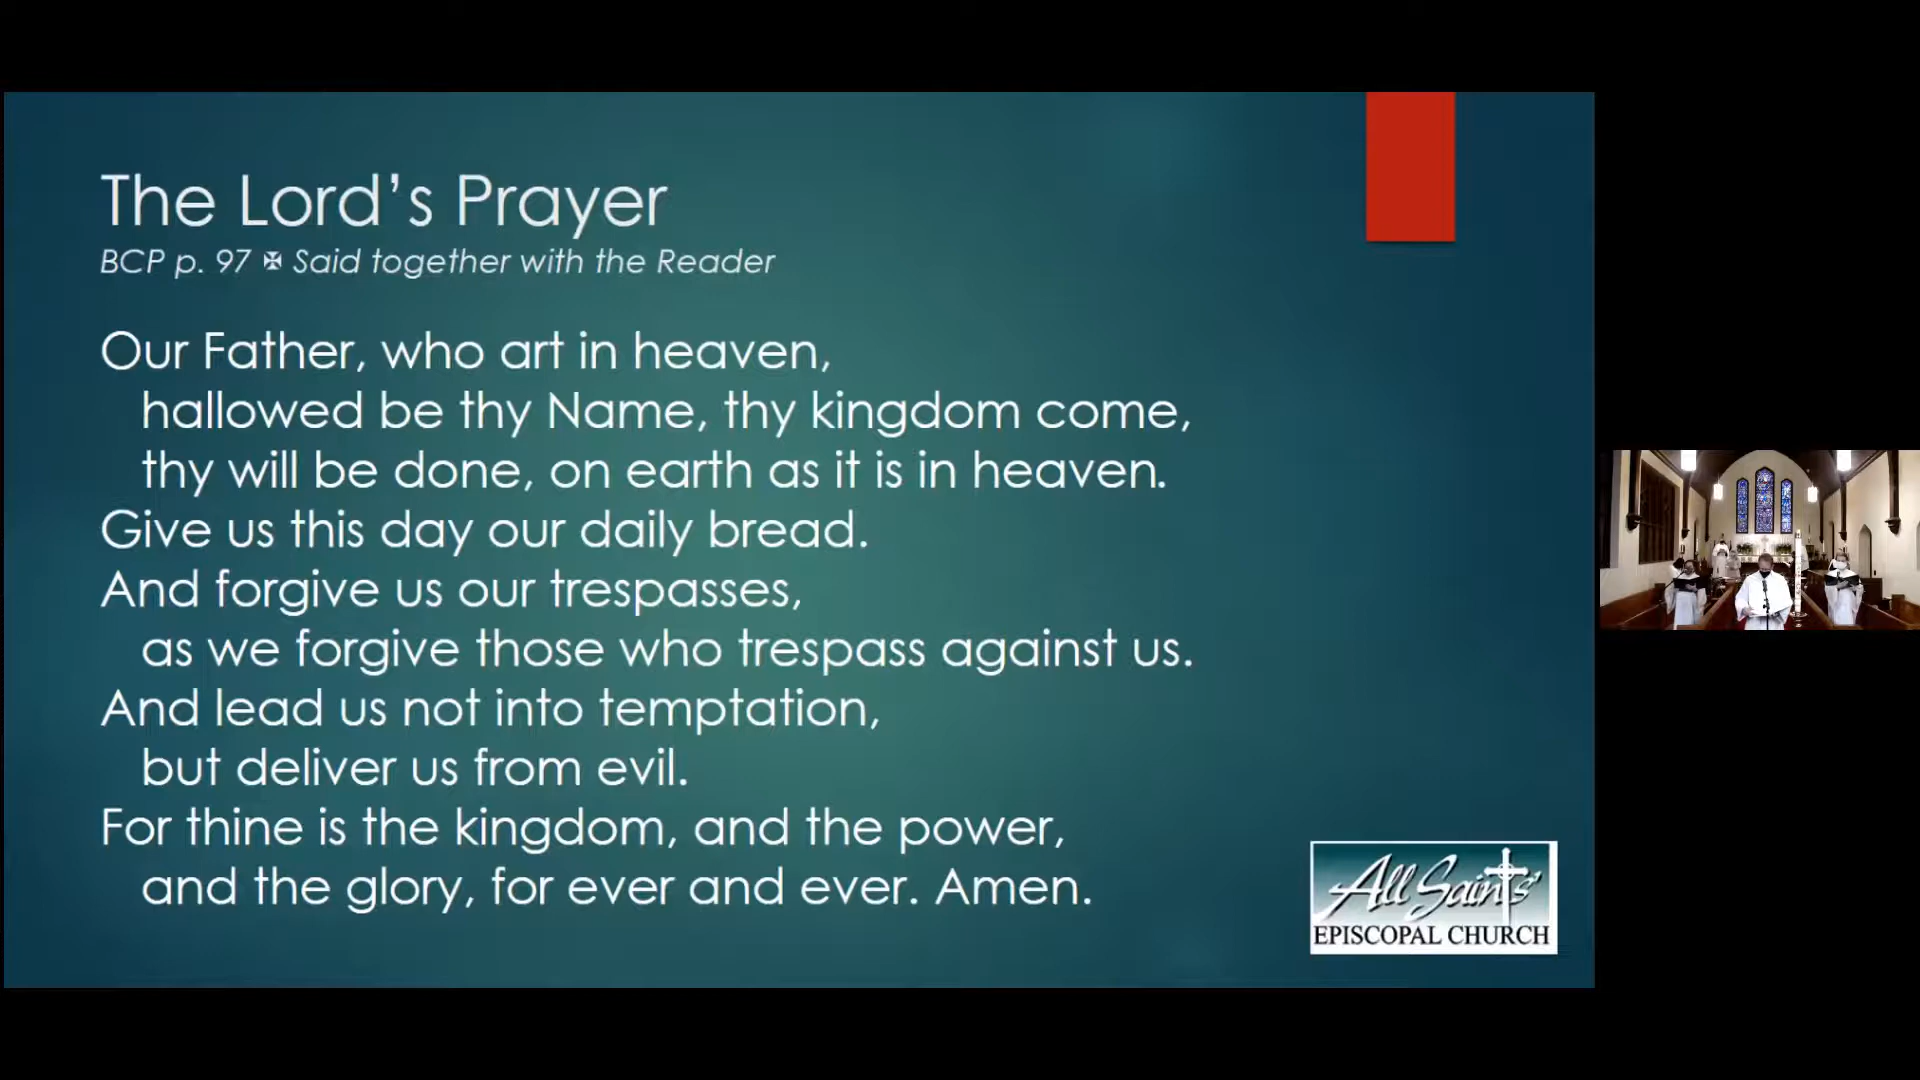 The Lord’s Prayer
BCP p. 97 ✠ Said together with the Reader
Our Father, who art in heaven,
hallowed be thy Name, thy kingdom come,
thy will be done, on earth as it is in heaven.
Give us this day our daily bread.
And forgive us our trespasses,
as we forgive those who trespass against us.
And lead us not into temptation,
but deliver us from evil.
For thine is the kingdom, and the power,
and the glory, for ever and ever. Amen.
All Saints’
EPISCOPAL CHURCH